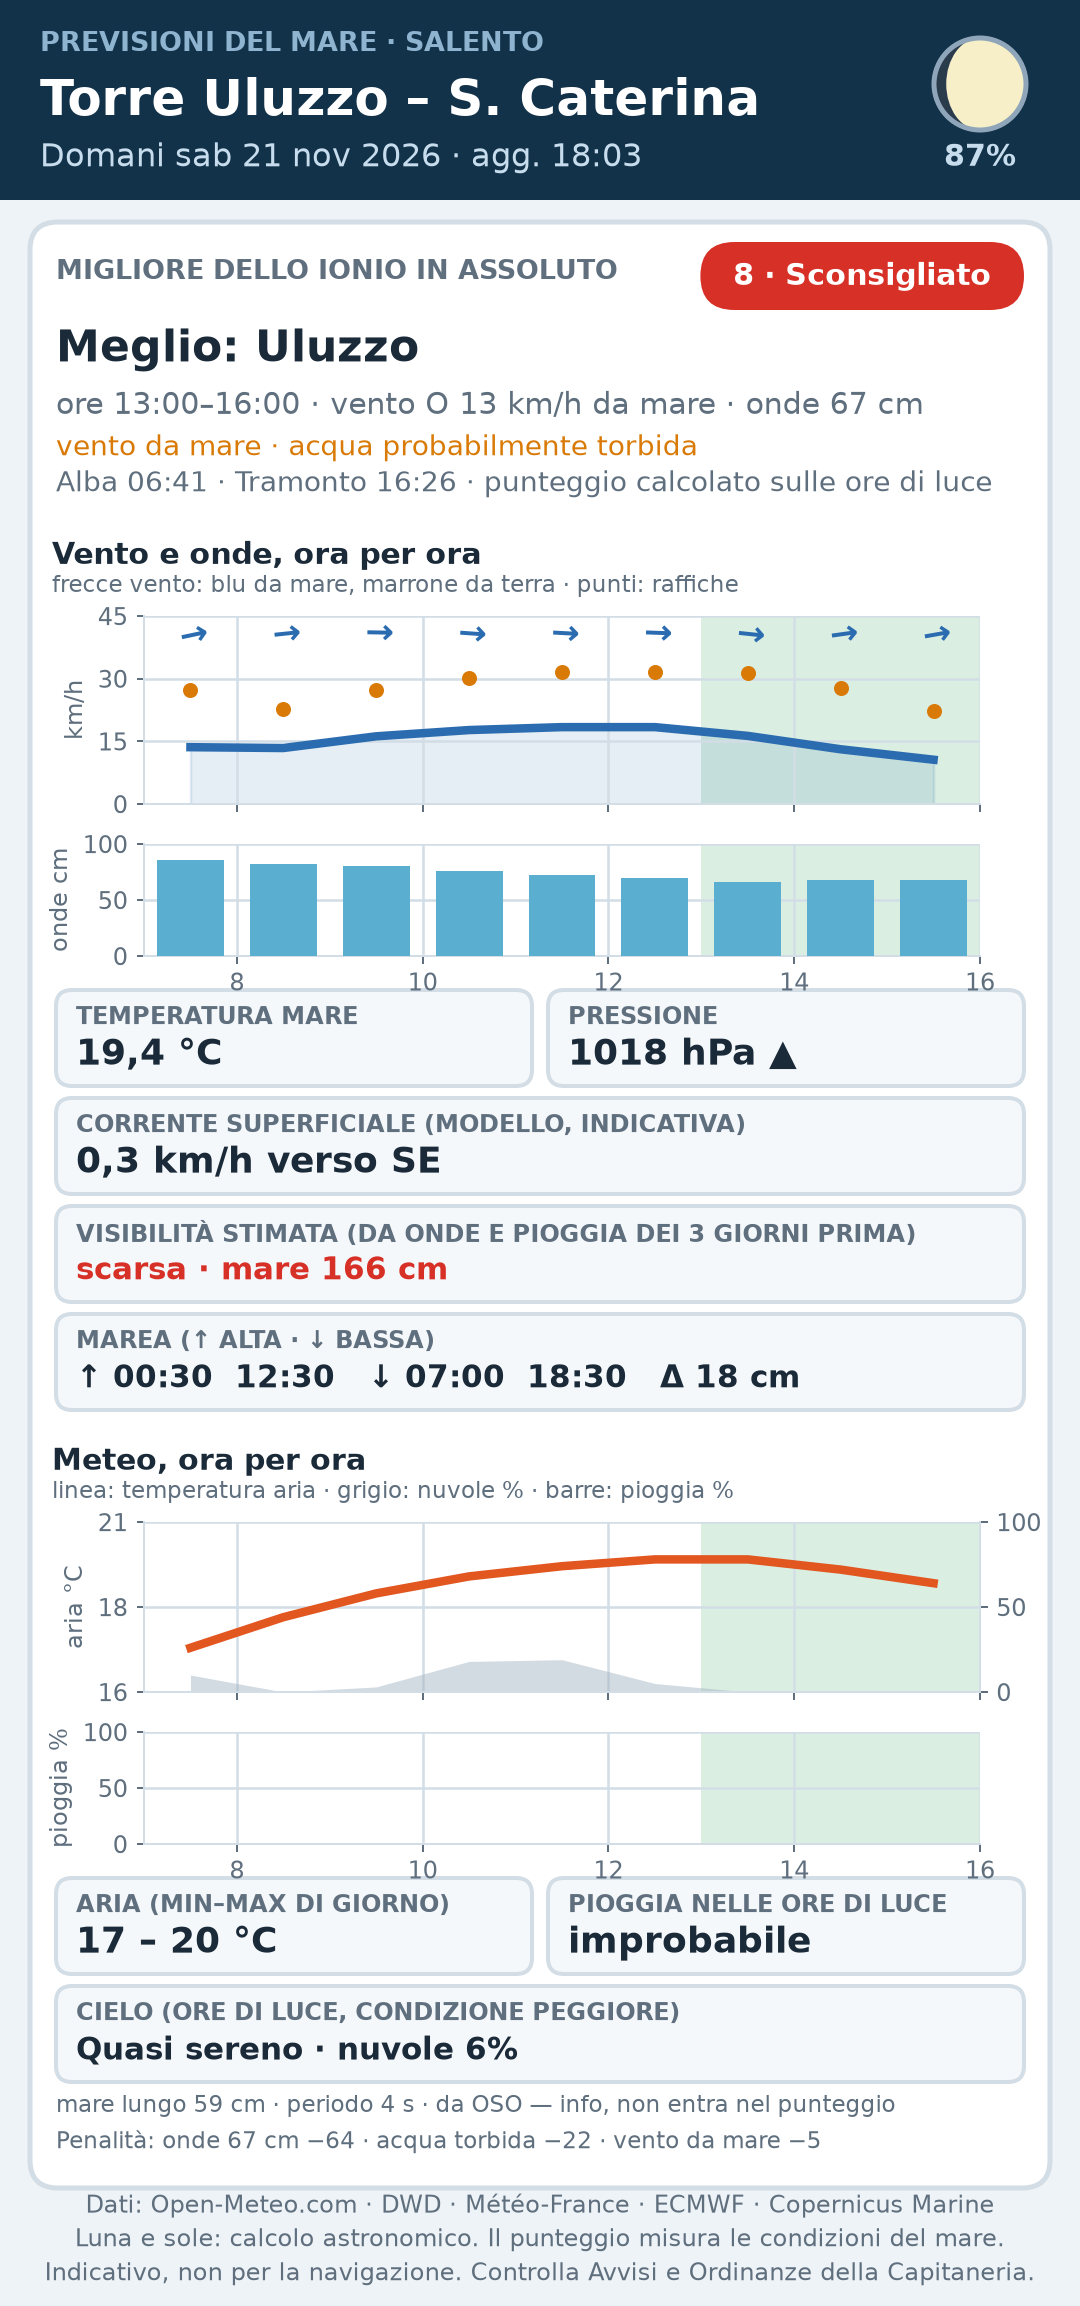 PREVISIONI DEL MARE · SALENTO
Torre Uluzzo – S. Caterina
Domani sab 21 nov 2026 · agg. 18:03
87%
MIGLIORE DELLO IONIO IN ASSOLUTO
8 · Sconsigliato
Meglio: Uluzzo
ore 13:00–16:00 · vento O 13 km/h da mare · onde 67 cm
vento da mare · acqua probabilmente torbida
Alba 06:41 · Tramonto 16:26 · punteggio calcolato sulle ore di luce
Vento e onde, ora per ora
frecce vento: blu da mare, marrone da terra · punti: raffiche
45
30
15
0
km/h
100
50
0
onde cm
8 10 12 14 16
TEMPERATURA MARE
19,4 °C
PRESSIONE
1018 hPa ▲
CORRENTE SUPERFICIALE (MODELLO, INDICATIVA)
0,3 km/h verso SE
VISIBILITÀ STIMATA (DA ONDE E PIOGGIA DEI 3 GIORNI PRIMA)
scarsa · mare 166 cm
MAREA (↑ ALTA · ↓ BASSA)
↑ 00:30 12:30 ↓ 07:00 18:30 Δ 18 cm
Meteo, ora per ora
linea: temperatura aria · grigio: nuvole % · barre: pioggia %
21
18
16
aria °C
100
50
0
100
50
0
pioggia %
8 10 12 14 16
ARIA (MIN–MAX DI GIORNO)
17 – 20 °C
PIOGGIA NELLE ORE DI LUCE
improbabile
CIELO (ORE DI LUCE, CONDIZIONE PEGGIORE)
Quasi sereno · nuvole 6%
mare lungo 59 cm · periodo 4 s · da OSO — info, non entra nel punteggio
Penalità: onde 67 cm −64 · acqua torbida −22 · vento da mare −5
Dati: Open-Meteo.com · DWD · Météo-France · ECMWF · Copernicus Marine
Luna e sole: calcolo astronomico. Il punteggio misura le condizioni del mare.
Indicativo, non per la navigazione. Controlla Avvisi e Ordinanze della Capitaneria.